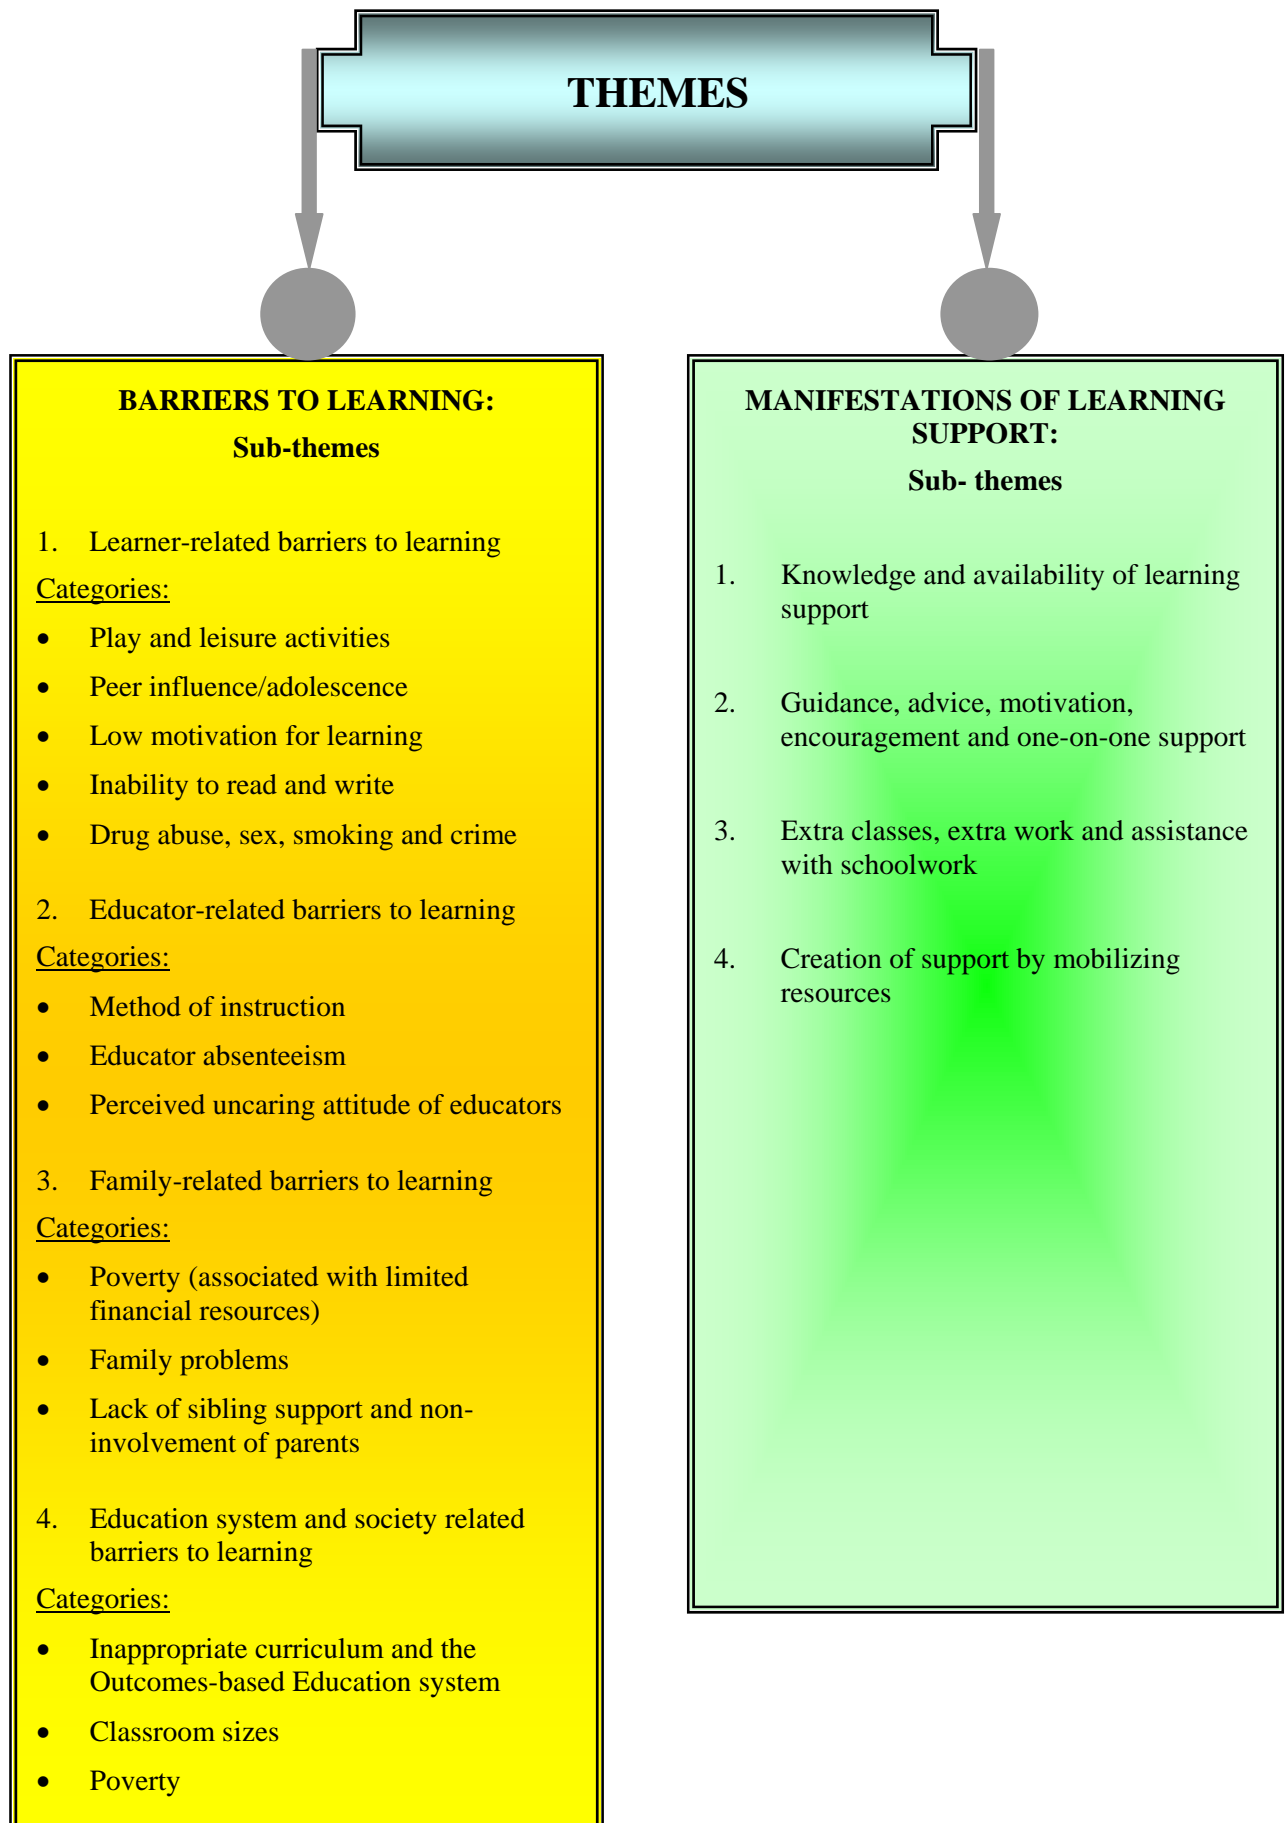 THEMES
BARRIERS TO LEARNING:
Sub-themes
1. Learner-related barriers to learning
Categories:
• Play and leisure activities
• Peer influence/adolescence
• Low motivation for learning
• Inability to read and write
• Drug abuse, sex, smoking and crime
2. Educator-related barriers to learning
Categories:
• Method of instruction
• Educator absenteeism
• Perceived uncaring attitude of educators
3. Family-related barriers to learning
Categories:
• Poverty (associated with limited
financial resources)
• Family problems
• Lack of sibling support and non-
involvement of parents
4. Education system and society related
barriers to learning
Categories:
• Inappropriate curriculum and the
Outcomes-based Education system
• Classroom sizes
• Poverty
MANIFESTATIONS OF LEARNING
SUPPORT:
Sub- themes
1. Knowledge and availability of learning
support
2. Guidance, advice, motivation,
encouragement and one-on-one support
3. Extra classes, extra work and assistance
with schoolwork
4. Creation of support by mobilizing
resources